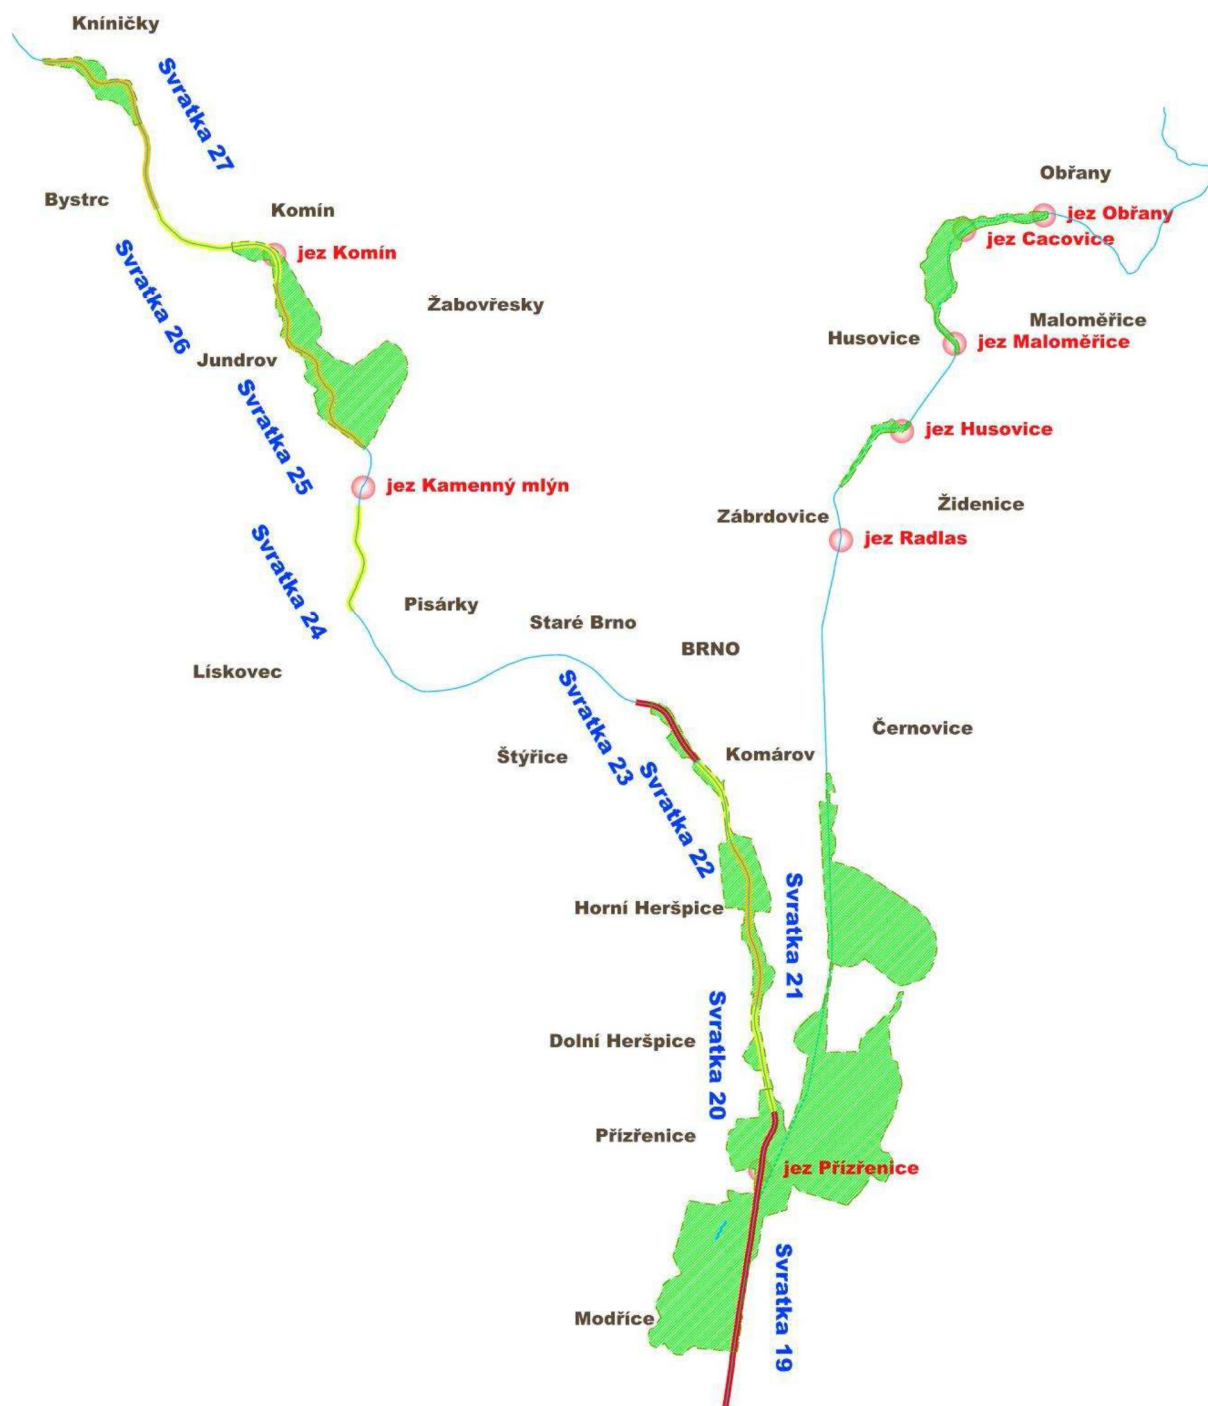 Kníničky
Svratka 27
Obřany
Bystrc
Komín
jez Obřany
jez Cacovice
jez Komín
Svratka 26
Žabovřesky
Maloměřice
Husovice
jez Maloměřice
Jundrov
Svratka 25
jez Husovice
jez Kamenný mlýn
Židenice
Zábrdovice
jez Radlas
Svratka 24
Pisárky
Staré Brno
BRNO
Lískovec
Svratka 23
Černovice
Štýřice
Komárov
Svratka 22
Horní Heršpice
Svratka 21
Dolní Heršpice
Svratka 20
Přízřenice
jez Přízřenice
Svratka 19
Modříce